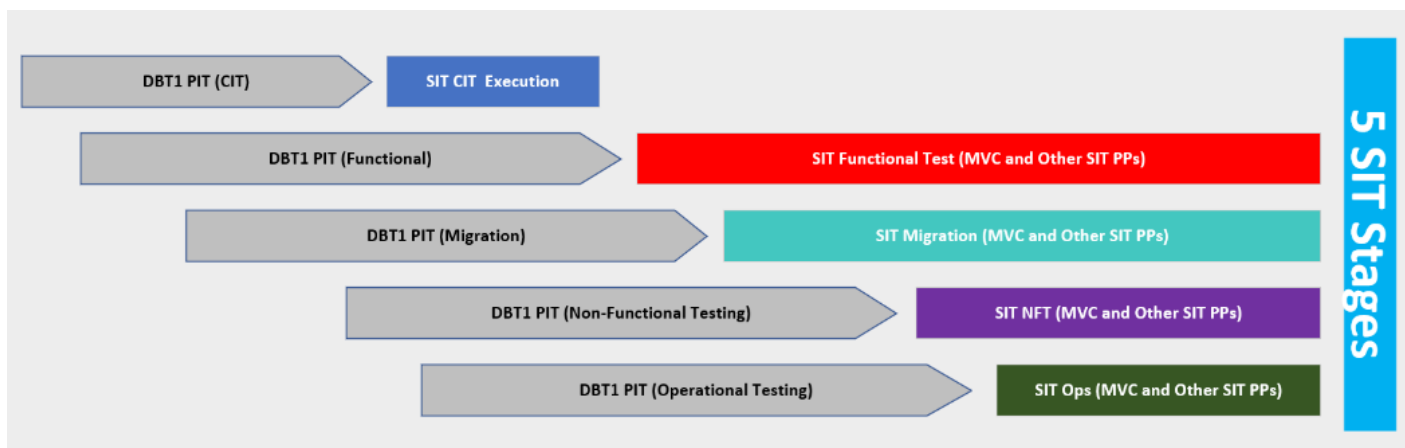 DBT1 PIT (CIT)
SIT CIT Execution
DBT1 PIT (Functional)
SIT Functional Test (MVC and Other SIT PPs)
DBT1 PIT (Migration)
SIT Migration (MVC and Other SIT PPs)
DBT1 PIT (Non-Functional Testing)
SIT NFT (MVC and Other SIT PPs)
DBT1 PIT (Operational Testing)
SIT Ops (MVC and Other SIT PPs)
5 SIT Stages